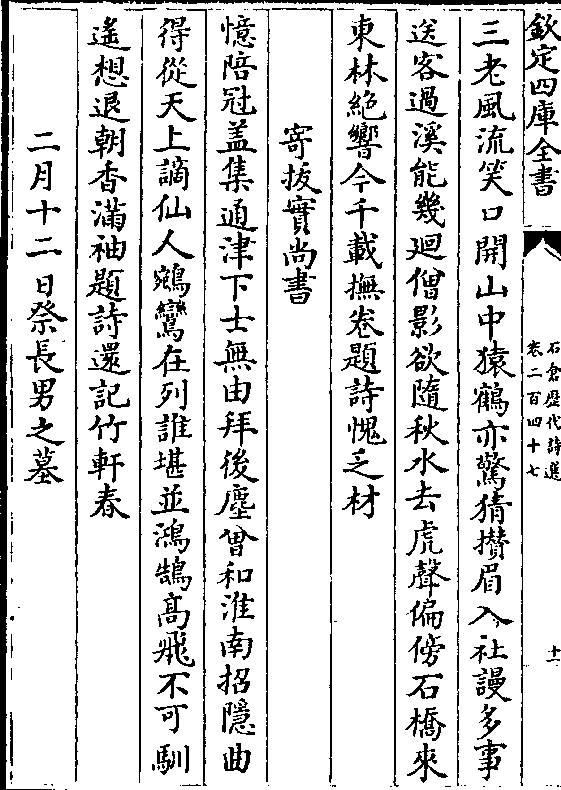 欽定四庫全書
石倉歷代詩選
卷二百四十七
十二
三老風流笑口開山中猿鶴亦驚猜攅眉入社謾多事
送客過溪能幾廻僧影欲隨秋水去虎聲偏傍石橋來
東林絶響今千載撫卷題詩愧乏材
寄拔實尚書
憶陪冠盖集通津下士無由拜後塵曾和淮南招隱曲
得從天上謫仙人鵷鸞在列誰堪並鴻鵠髙飛不可馴
遙想退朝香滿袖題詩還記竹軒春
二月十二日祭長男之墓